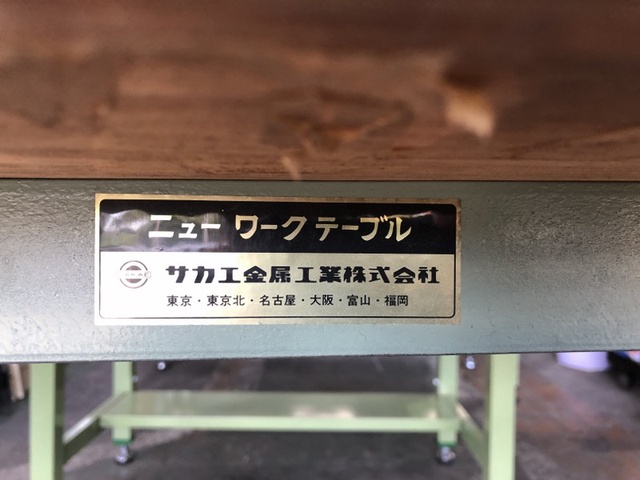 ニューワークテーブル
サカエ金属工業株式会社
東京・東京北・名古屋・大阪・富山・福岡